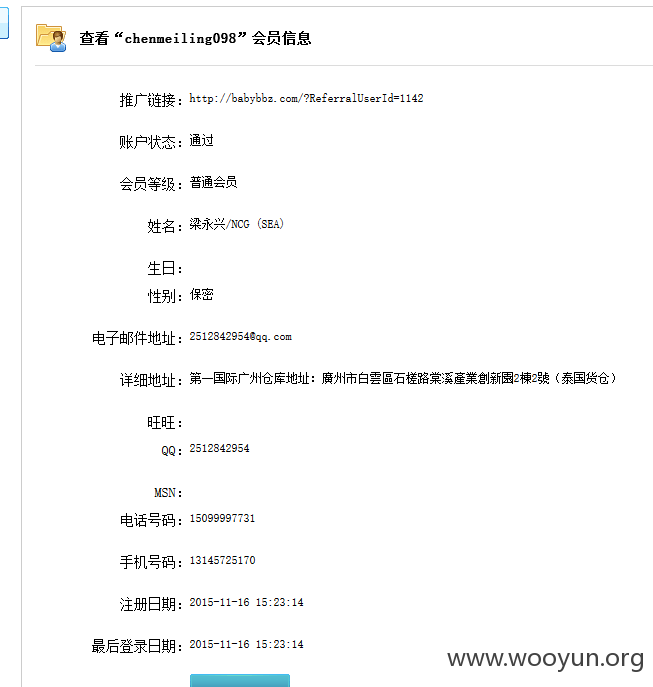 查看“chenmeiling098”会员信息
推广链接：http://babybbz.com/?ReferralUserId=1142
账户状态：通过
会员等级：普通会员
姓名：梁永兴/NCG (SEA)
生日：
性别：保密
电子邮件地址：2512842954@qq.com
详细地址：第一国际广州仓库地址：廣州市白雲區石槎路棠溪產業創新園2棟2號（泰国货仓）
旺旺：
QQ：2512842954
MSN：
电话号码：15099997731
手机号码：13145725170
注册日期：2015-11-16 15:23:14
最后登录日期：2015-11-16 15:23:14
www.wooyun.org